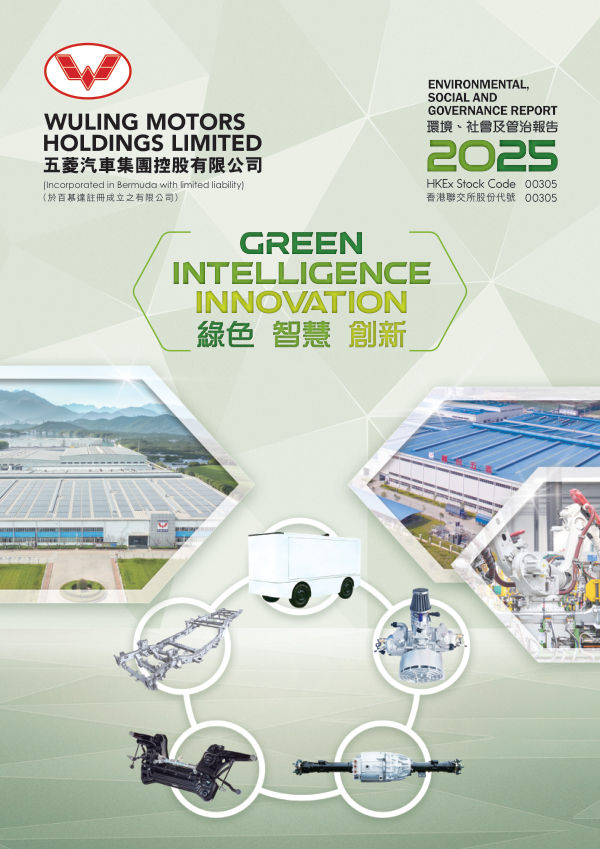 WULING MOTORS
HOLDINGS LIMITED
五菱汽車集團控股有限公司
(Incorporated in Bermuda with limited liability)
(於百慕達註冊成立之有限公司)
ENVIRONMENTAL,
SOCIAL AND
GOVERNANCE REPORT
環境、社會及管治報告
2025
HKEx Stock Code 00305
香港聯交所股份代號 00305
GREEN
INTELLIGENCE
INNOVATION
綠色 智慧 創新